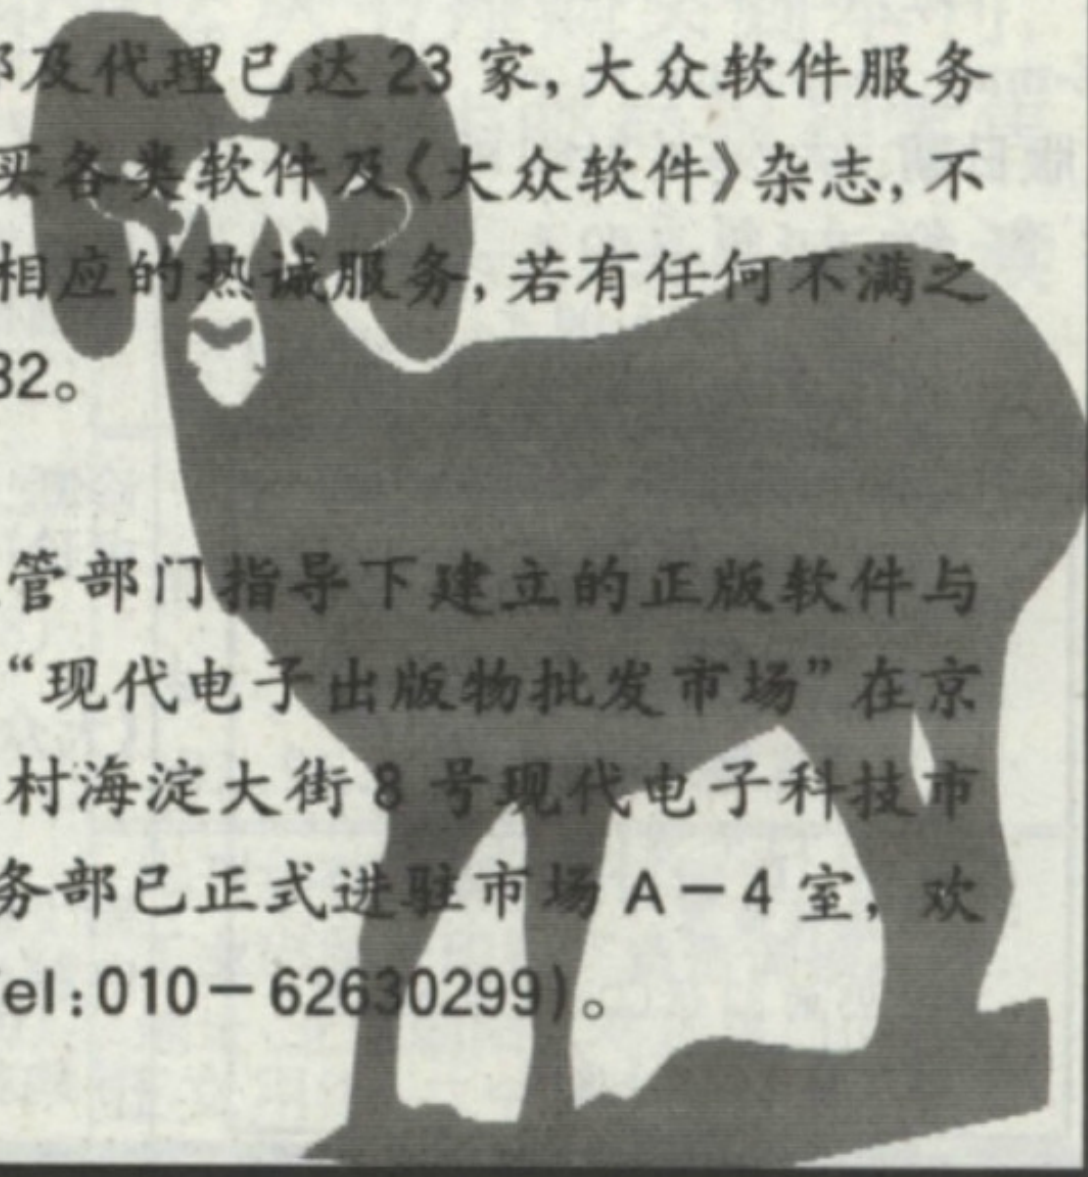 及代理已达 23 家,大众软件服务
买各类软件及《大众软件》杂志,不
相应的热诚服务,若有任何不满之
82。
管部门指导下建立的正版软件与
“现代电子出版物批发市场”在京
村海淀大街 8 号现代电子科技市
务部已正式进驻市场 A-4 室, 欢
el:010-62630299)。